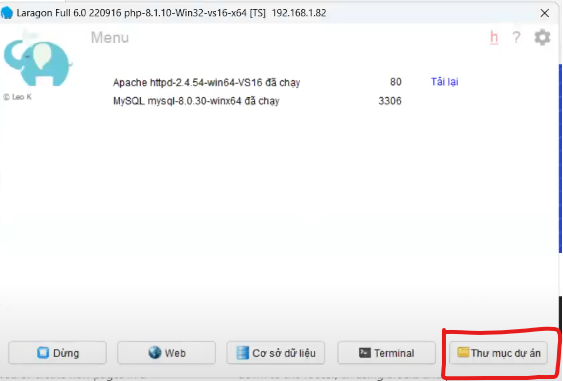 Laragon Full 6.0 220916 php-8.1.10-Win32-vs16-x64 [TS] 192.168.1.82
Menu h ?
© Leo K
Apache httpd-2.4.54-win64-VS16 đã chạy 80 Tải lại
MySQL mysql-8.0.30-winx64 đã chạy 3306
Dừng Web Cơ sở dữ liệu Terminal Thư mục dự án